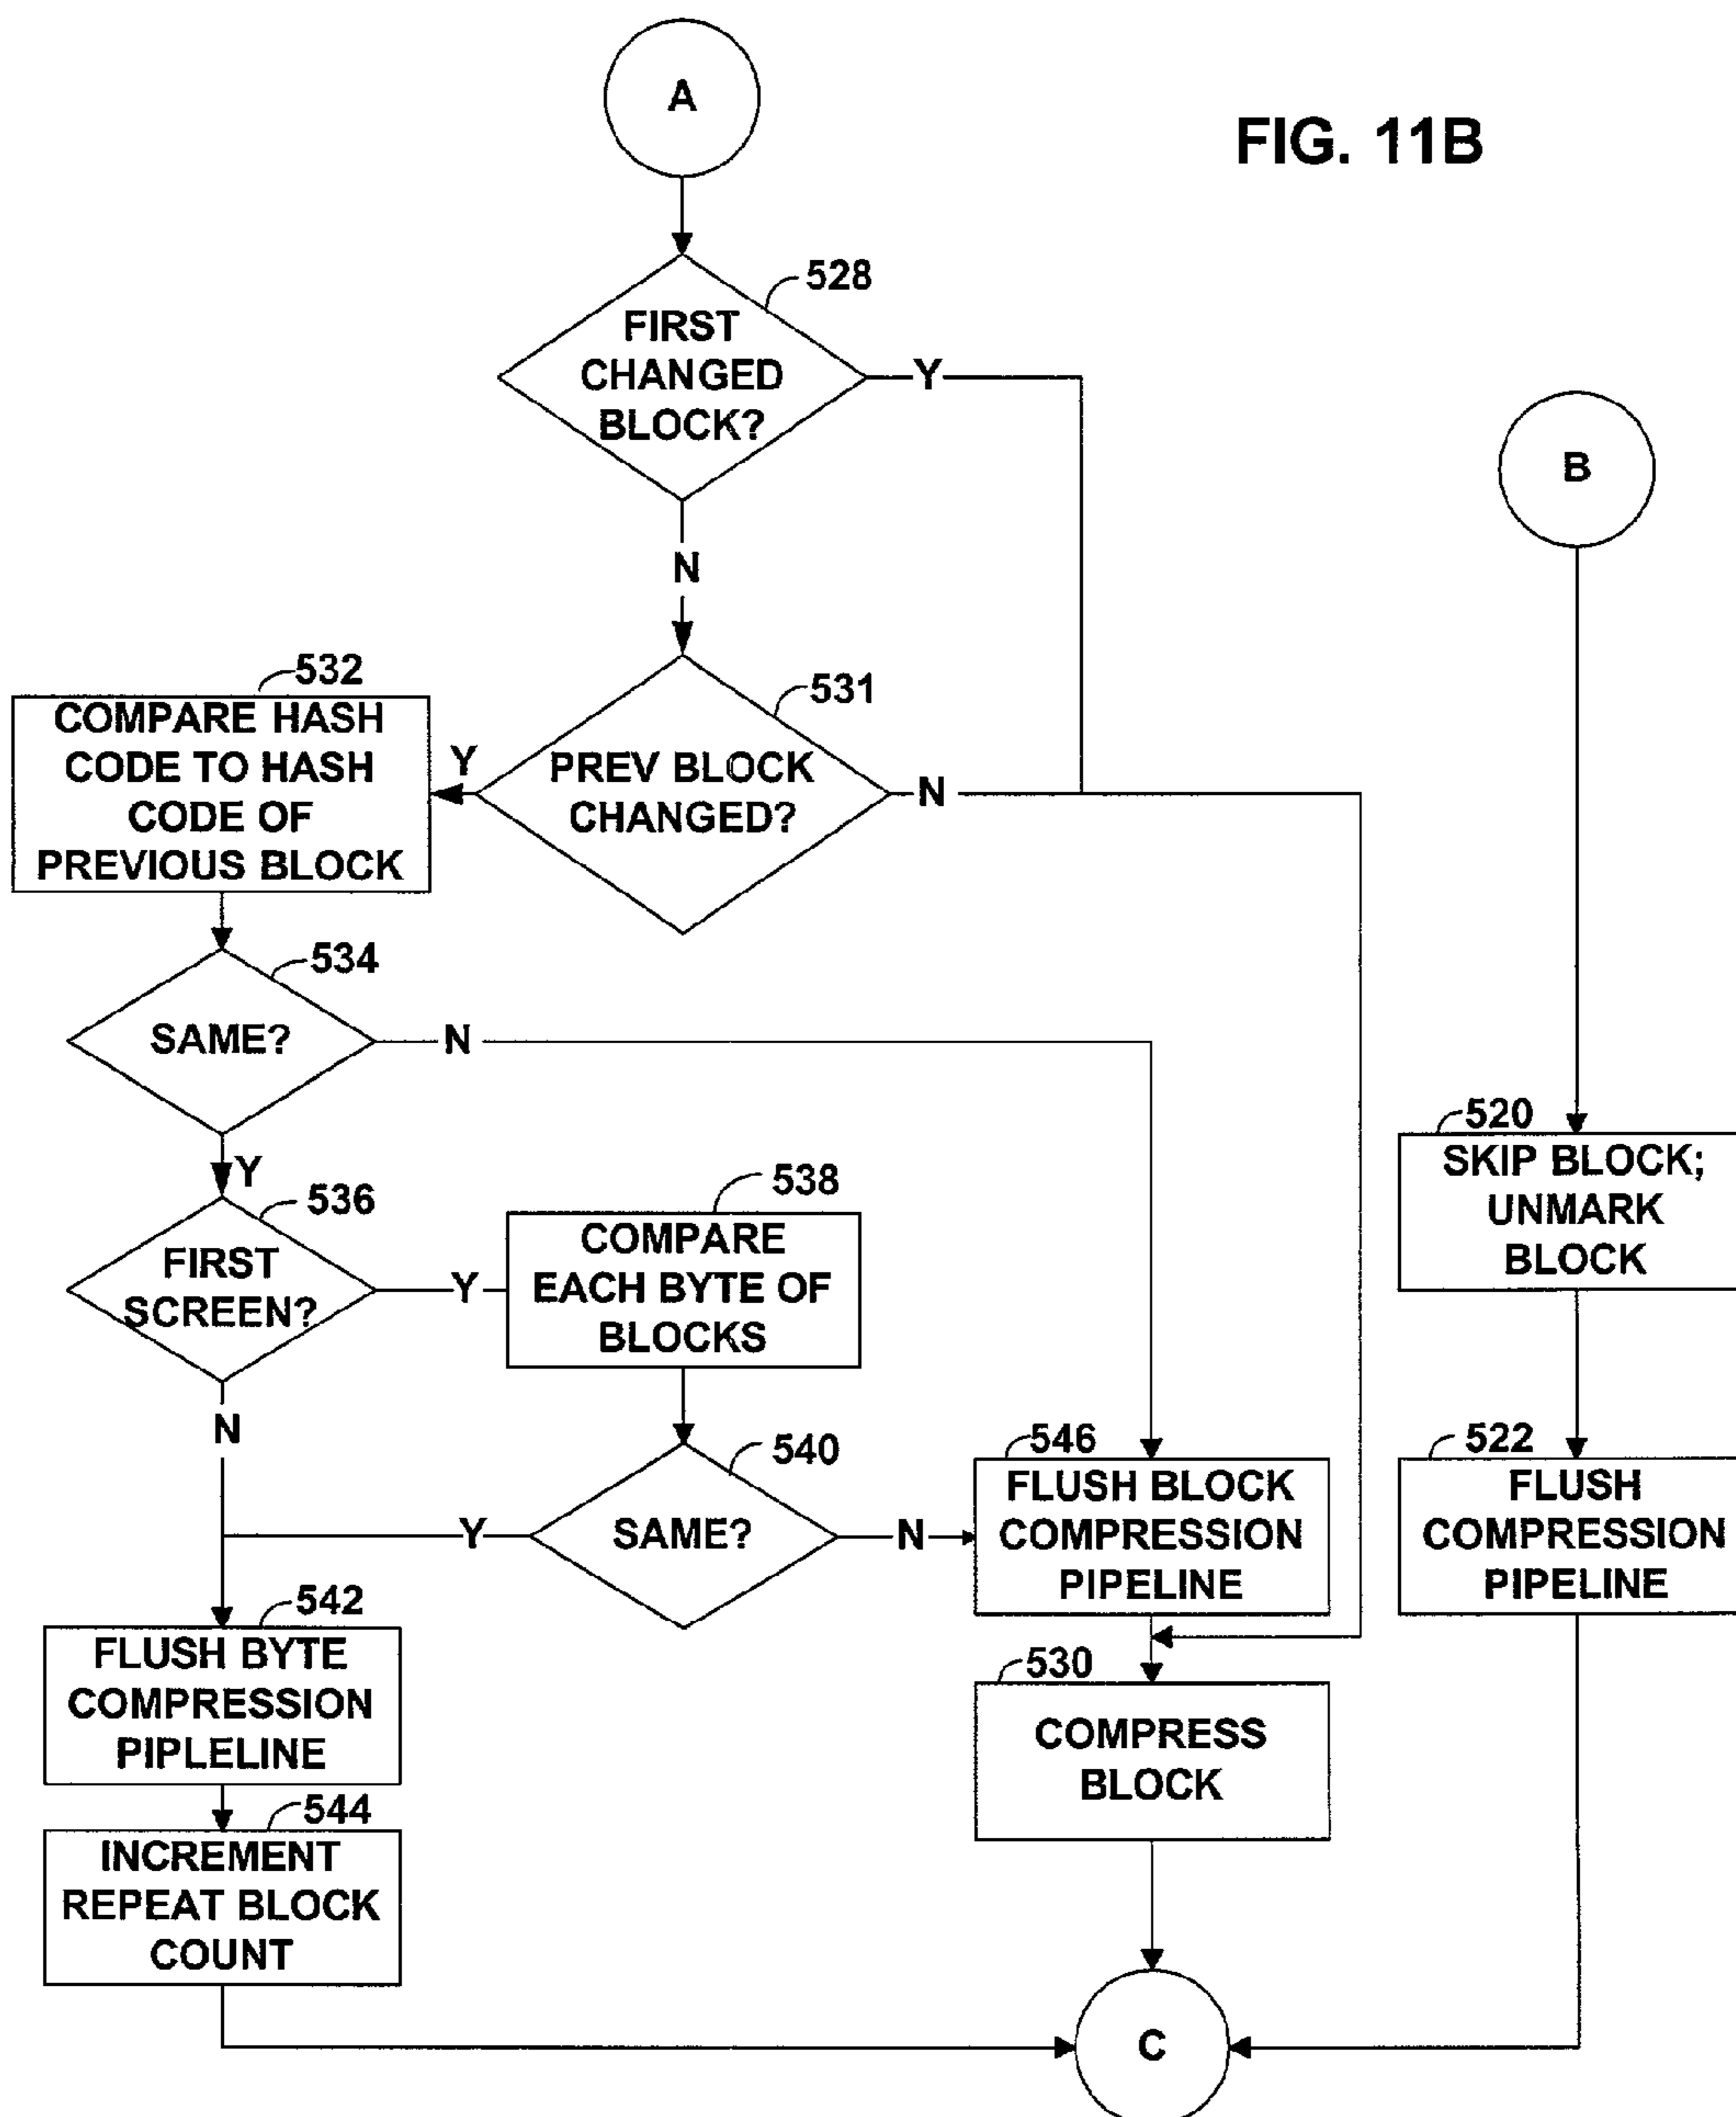 A
FIG. 11B
528
FIRST
CHANGED
BLOCK?
Y
B
N
532
COMPARE HASH
CODE TO HASH
CODE OF
PREVIOUS BLOCK
Y
531
PREV BLOCK
CHANGED?
N
534
SAME?
N
Y
536
FIRST
SCREEN?
Y
538
COMPARE
EACH BYTE OF
BLOCKS
520
SKIP BLOCK;
UNMARK
BLOCK
N
540
SAME?
Y
N
546
FLUSH BLOCK
COMPRESSION
PIPELINE
522
FLUSH
COMPRESSION
PIPELINE
542
FLUSH BYTE
COMPRESSION
PIPLELINE
530
COMPRESS
BLOCK
544
INCREMENT
REPEAT BLOCK
COUNT
C